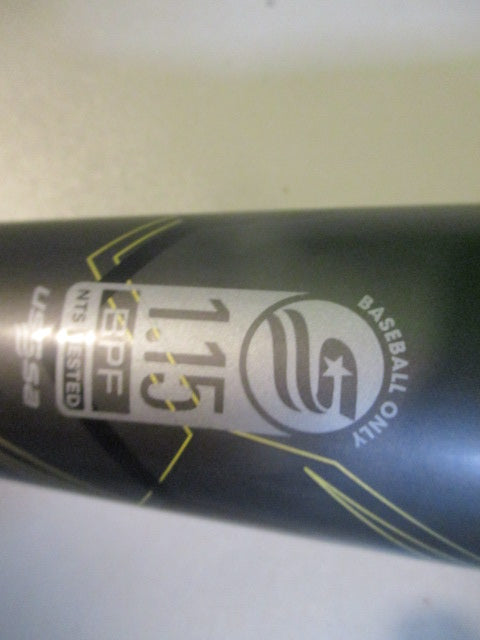 BASEBALL ONLY
1.15
BPF
NTS TESTED
USSSA